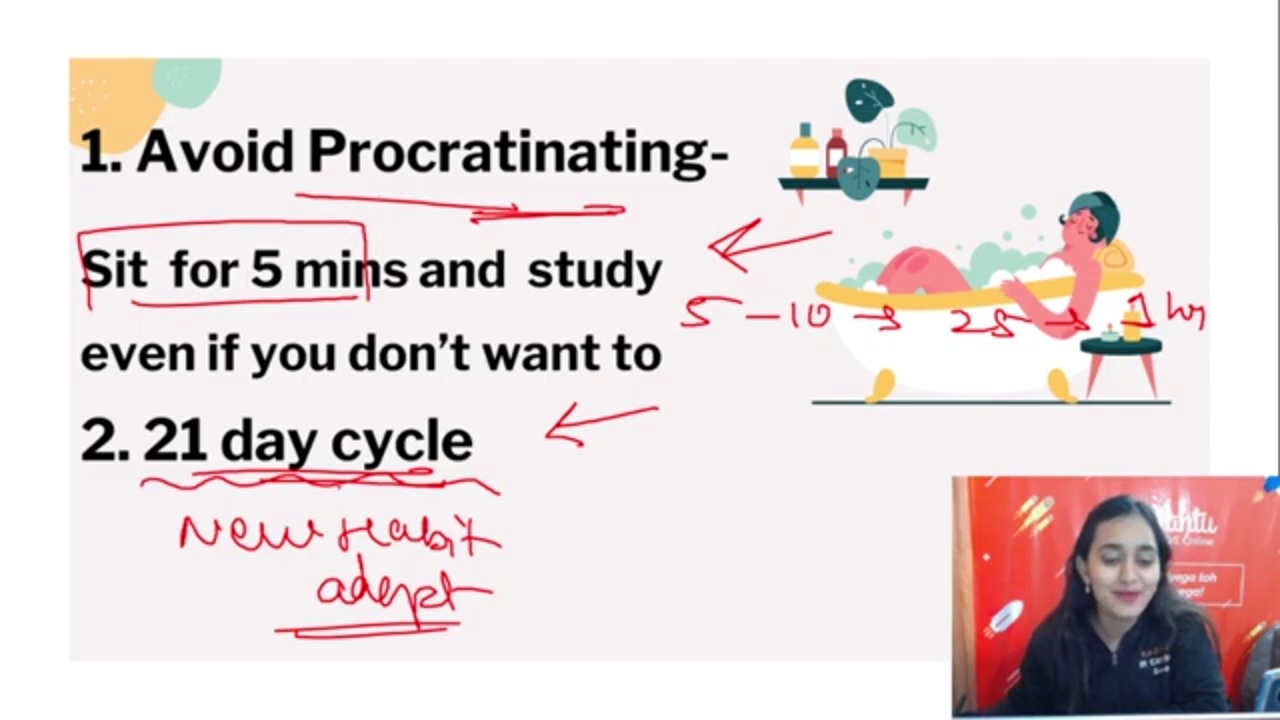 1. Avoid Procratinating-
Sit for 5 mins and study
5 – 10 → 25 → 1 hr
even if you don't want to
2. 21 day cycle
New Habit
adept